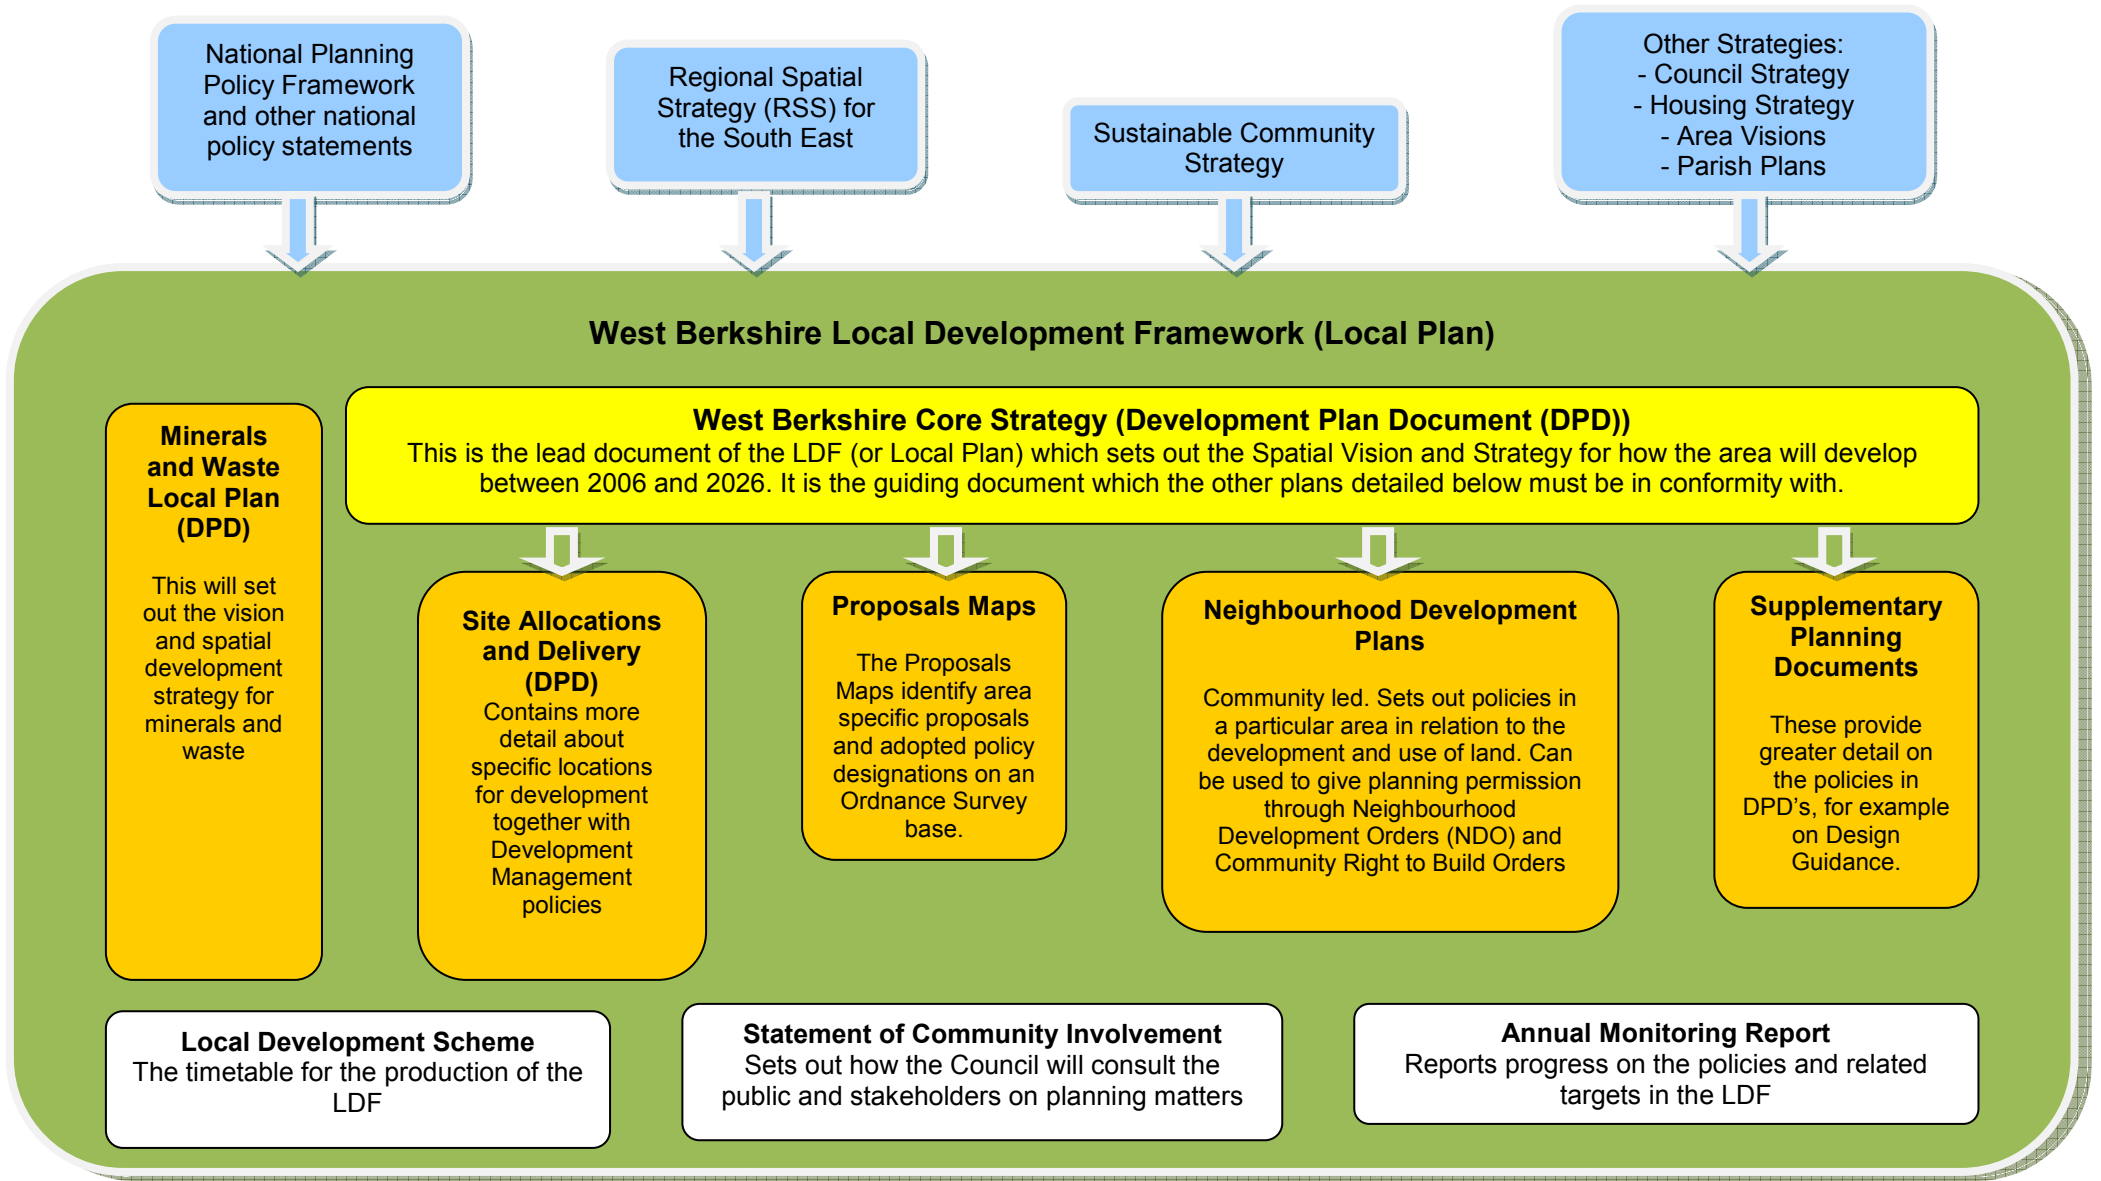 National Planning
Policy Framework
and other national
policy statements
Regional Spatial
Strategy (RSS) for
the South East
Sustainable Community
Strategy
Other Strategies:
- Council Strategy
- Housing Strategy
- Area Visions
- Parish Plans
West Berkshire Local Development Framework (Local Plan)
Minerals
and Waste
Local Plan
(DPD)
This will set
out the vision
and spatial
development
strategy for
minerals and
waste
West Berkshire Core Strategy (Development Plan Document (DPD))
This is the lead document of the LDF (or Local Plan) which sets out the Spatial Vision and Strategy for how the area will develop
between 2006 and 2026. It is the guiding document which the other plans detailed below must be in conformity with.
Site Allocations
and Delivery
(DPD)
Contains more
detail about
specific locations
for development
together with
Development
Management
policies
Proposals Maps
The Proposals
Maps identify area
specific proposals
and adopted policy
designations on an
Ordnance Survey
base.
Neighbourhood Development
Plans
Community led. Sets out policies in
a particular area in relation to the
development and use of land. Can
be used to give planning permission
through Neighbourhood
Development Orders (NDO) and
Community Right to Build Orders
Supplementary
Planning
Documents
These provide
greater detail on
the policies in
DPD's, for example
on Design
Guidance.
Local Development Scheme
The timetable for the production of the
LDF
Statement of Community Involvement
Sets out how the Council will consult the
public and stakeholders on planning matters
Annual Monitoring Report
Reports progress on the policies and related
targets in the LDF